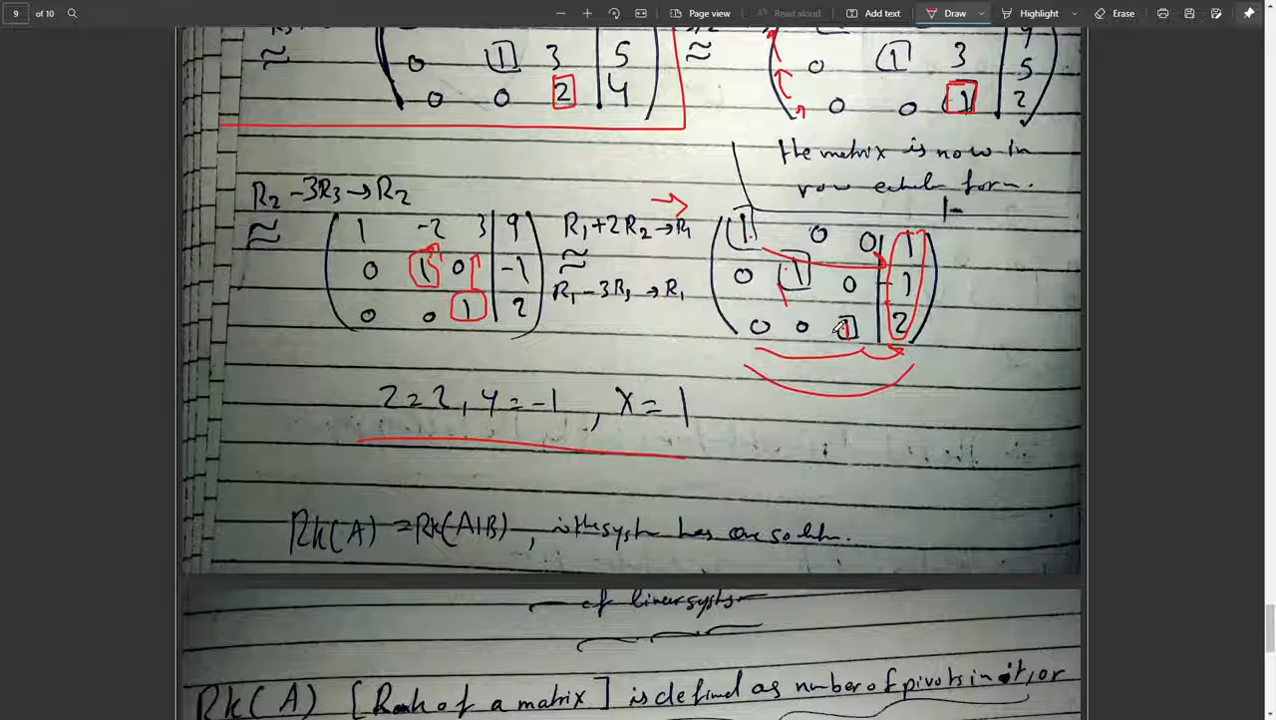 9 of 10 Page view Read aloud Add text Draw Highlight Erase
0 1 3 | 5
0 0 2 | 4
≈
0 1 3 | 5
0 0 1 | 2
the matrix is now in
row echeln form.
R2 - 3R3 → R2
≈
1 -2 3 | 9
0 1 0 | -1
0 0 1 | 2
R1 + 2R2 → R1
≈
R1 - 3R3 → R1
1 0 0 | 1
0 1 0 | -1
0 0 1 | 2
z = 2, y = -1, x = 1
Rk(A) = Rk(A|B), the system has one
of linear systs
Rk(A) [Rank of a matrix] is defined as number of pivots in it, or